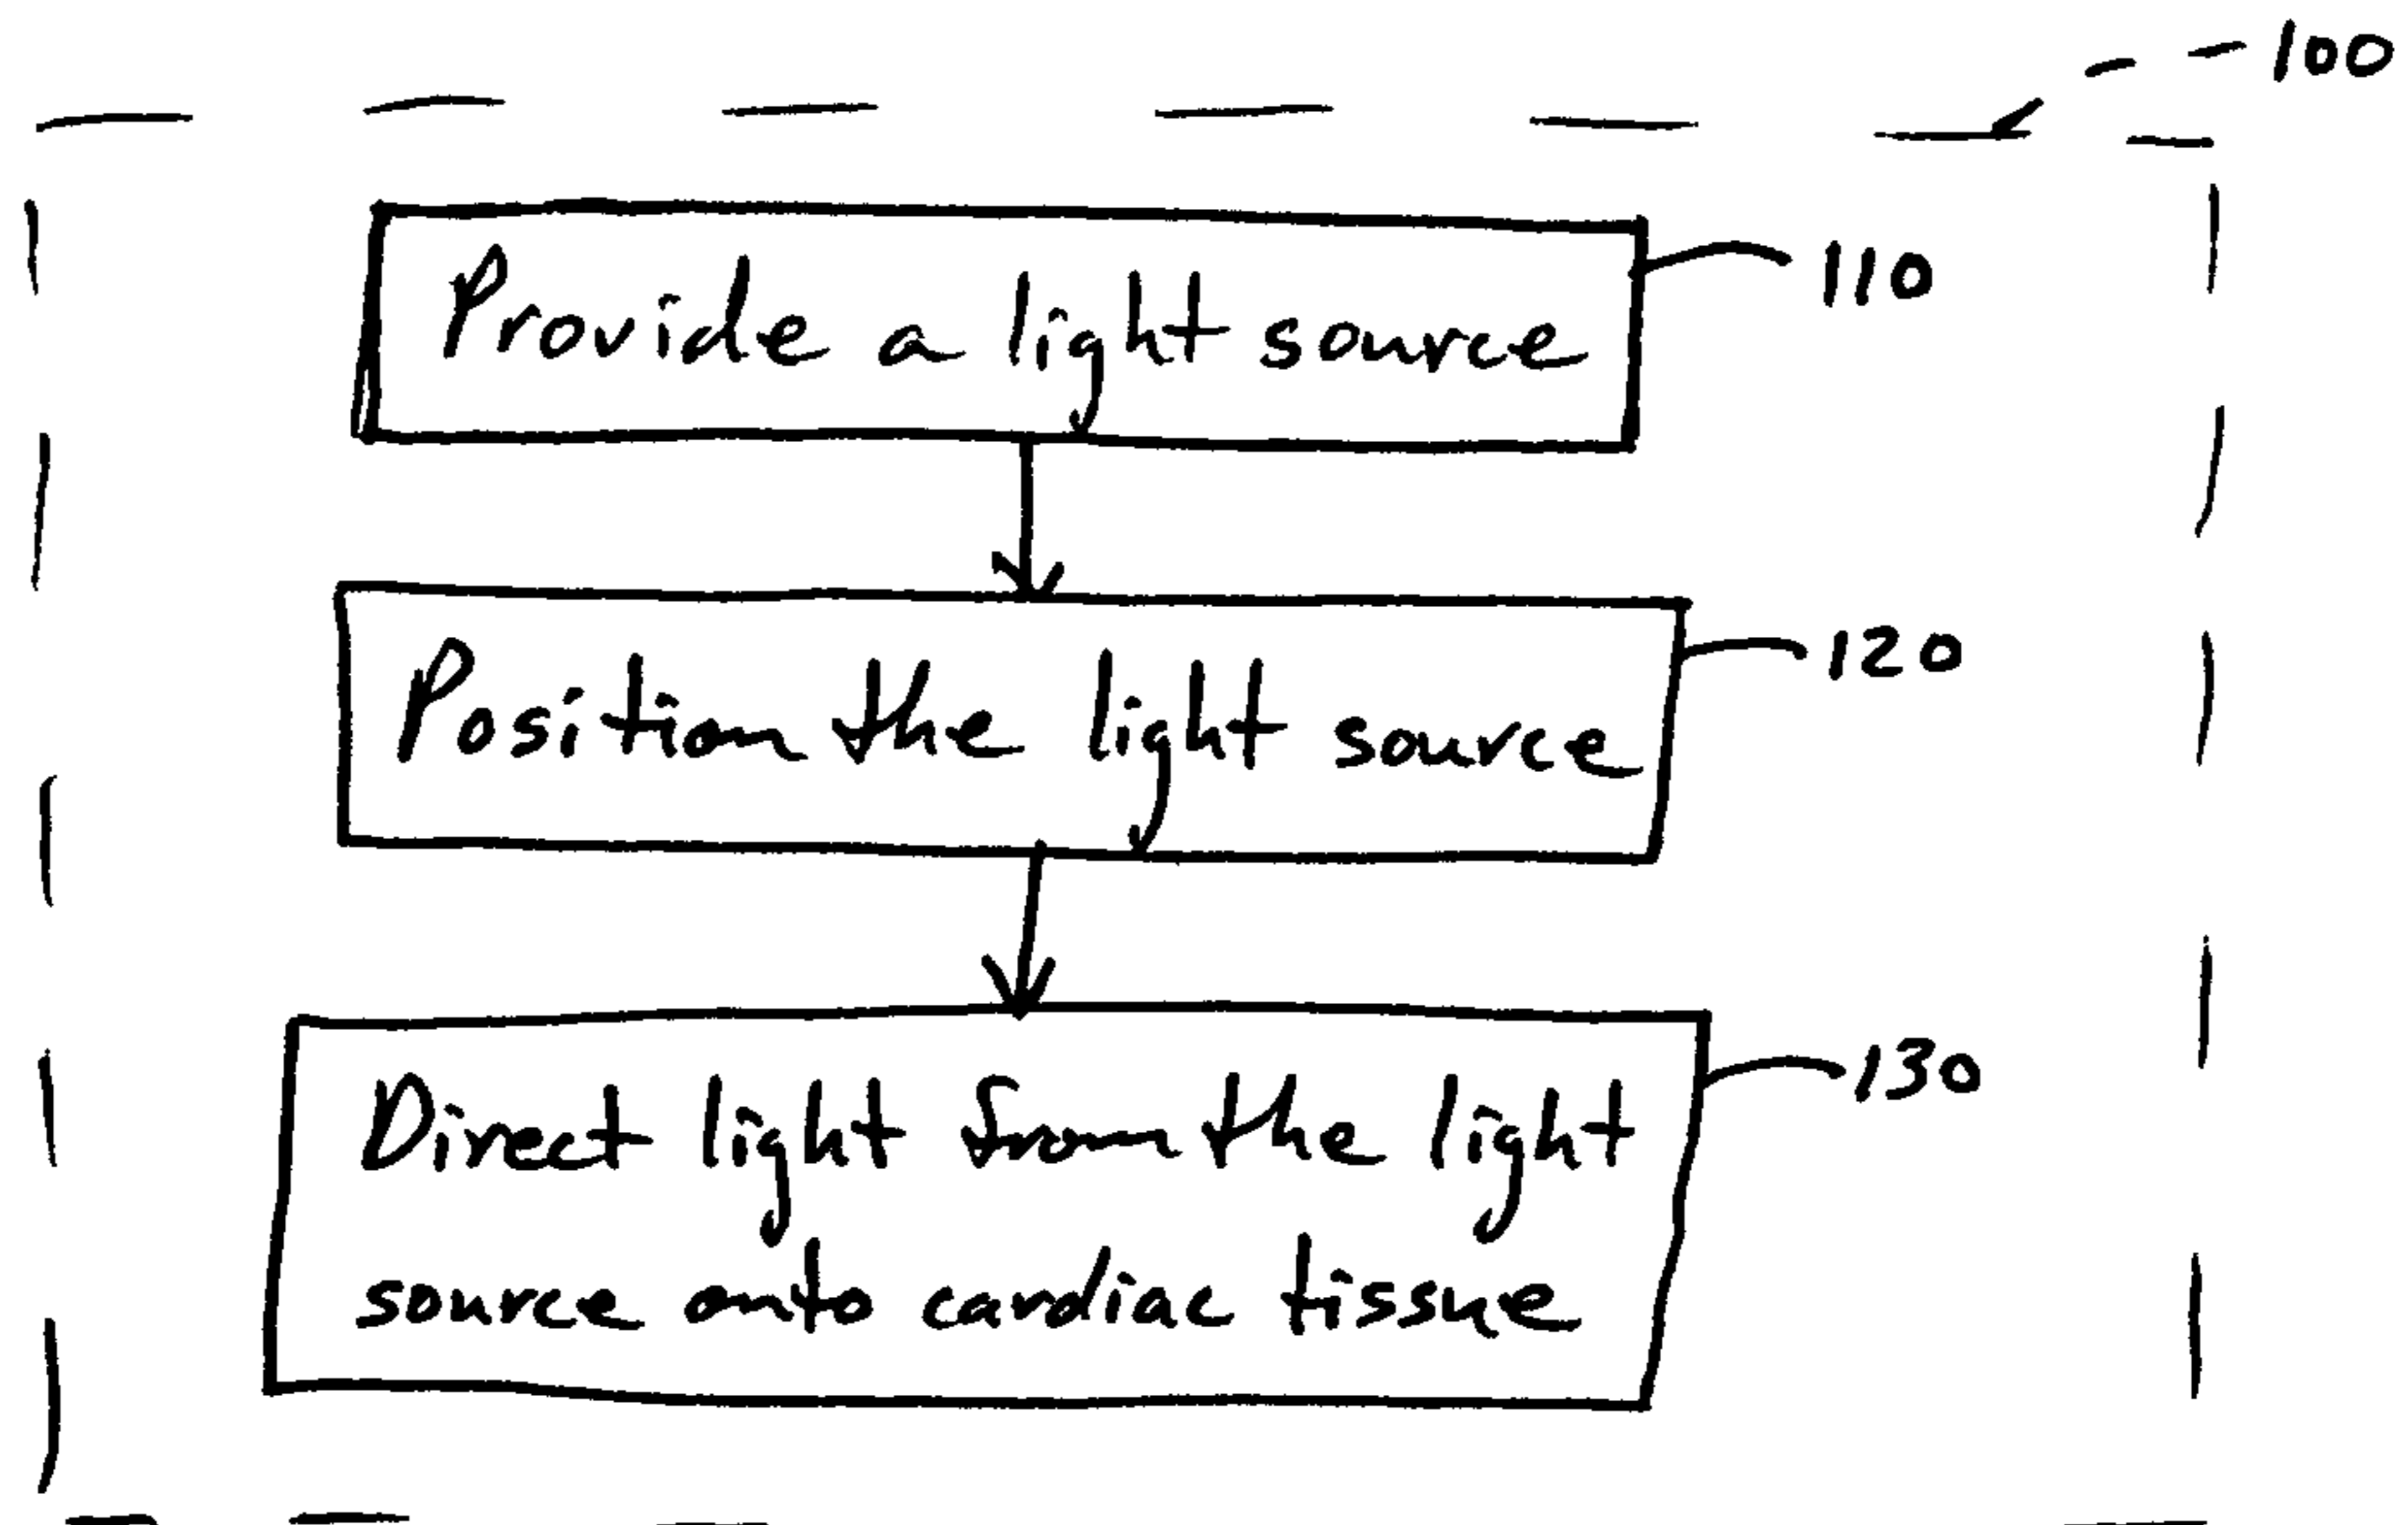 100
Provide a light source
110
Position the light source
120
Direct light from the light
130
source onto cardiac tissue